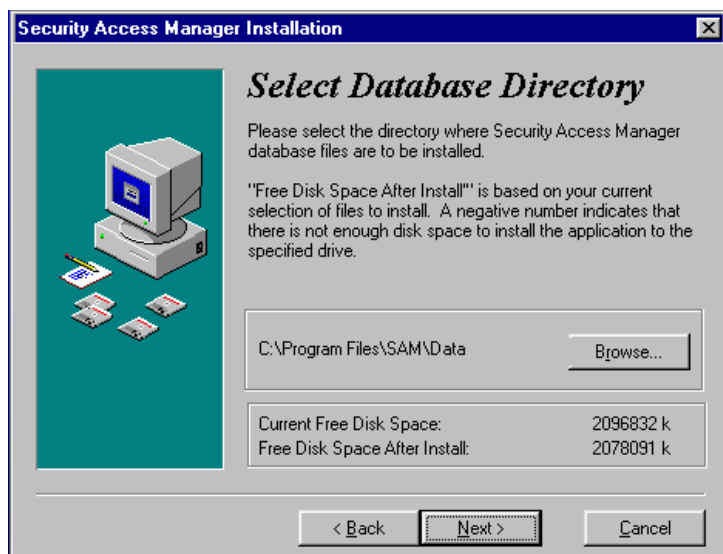 Security Access Manager Installation
Select Database Directory
Please select the directory where Security Access Manager
database files are to be installed.
"Free Disk Space After Install"' is based on your current
selection of files to install.  A negative number indicates that
there is not enough disk space to install the application to the
specified drive.
C:\Program Files\SAM\Data
Browse...
Current Free Disk Space: 2096832 k
Free Disk Space After Install: 2078091 k
< Back
Next >
Cancel